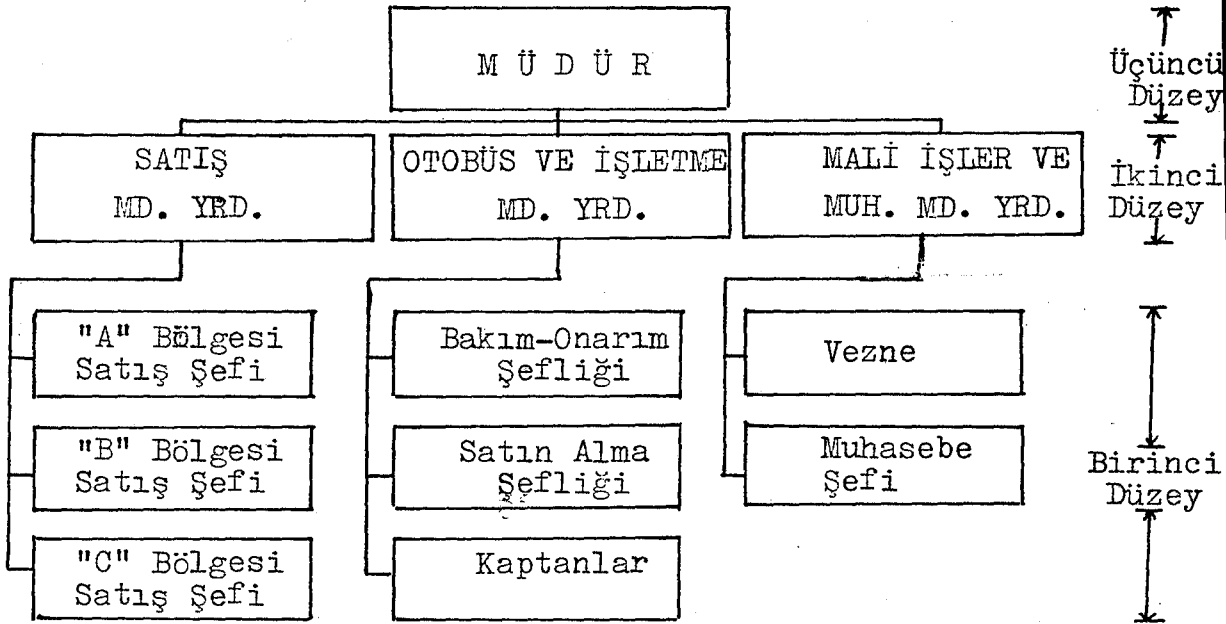 M Ü D Ü R
Üçüncü
Düzey
SATIŞ
MD. YRD.
OTOBÜS VE İŞLETME
MD. YRD.
MALİ İŞLER VE
MUH. MD. YRD.
İkinci
Düzey
"A" Bölgesi
Satış Şefi
Bakım-Onarım
Şefliği
Vezne
"B" Bölgesi
Satış Şefi
Satın Alma
Şefliği
Muhasebe
Şefi
Birinci
Düzey
"C" Bölgesi
Satış Şefi
Kaptanlar